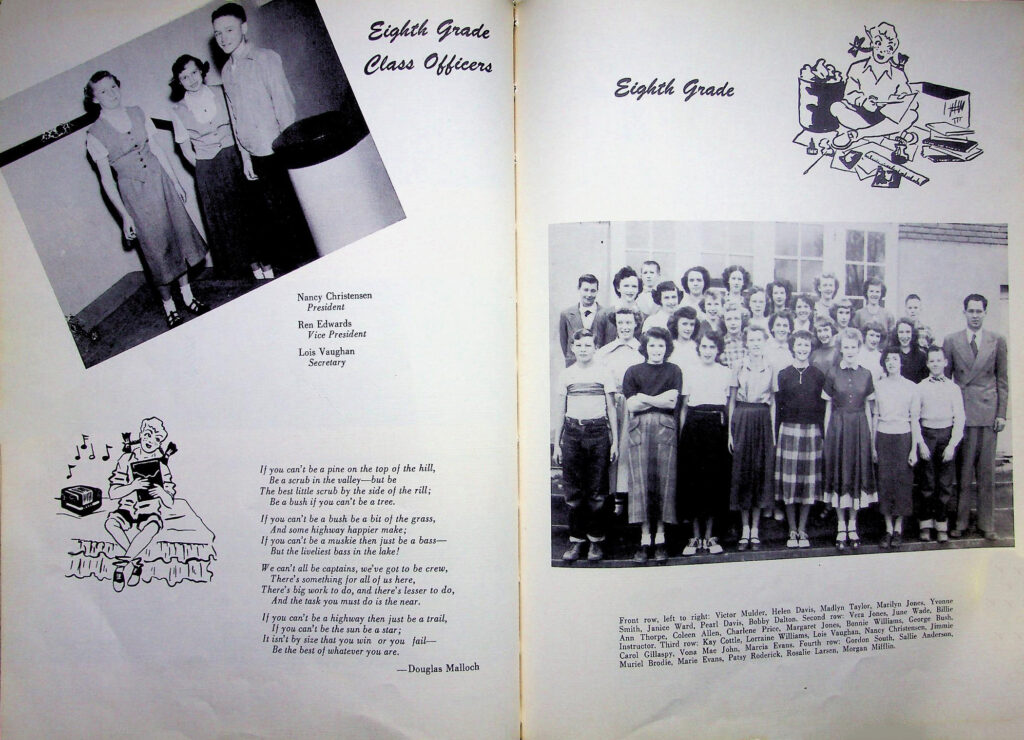 Eighth Grade
Class Officers
Nancy Christensen
President
Ren Edwards
Vice President
Lois Vaughan
Secretary
If you can't be a pine on the top of the hill,
Be a scrub in the valley—but be
The best little scrub by the side of the rill;
Be a bush if you can't be a tree.
If you can't be a bush be a bit of the grass,
And some highway happier make;
If you can't be a muskie then just be a bass—
But the liveliest bass in the lake!
We can't all be captains, we've got to be crew,
There's something for all of us here,
There's big work to do, and there's lesser to do,
And the task you must do is the near.
If you can't be a highway then just be a trail,
If you can't be the sun be a star;
It isn't by size that you win or you fail—
Be the best of whatever you are.
—Douglas Malloch
Eighth Grade
Front row, left to right: Victor Mulder, Helen Davis, Madlyn Taylor, Marilyn Jones, Yvonne
Smith, Janice Ward, Pearl Davis, Bobby Dalton. Second row: Vera Jones, June Wade, Billie
Ann Thorpe, Coleen Allen, Charlene Price, Margaret Jones, Bonnie Williams, George Bush,
Instructor. Third row: Kay Cottle, Lorraine Williams, Lois Vaughan, Nancy Christensen, Jimmie
Carol Gillaspy, Vona Mae John, Marcia Evans. Fourth row: Gordon South, Sallie Anderson,
Muriel Brodie, Marie Evans, Patsy Roderick, Rosalie Larsen, Morgan Mifflin.